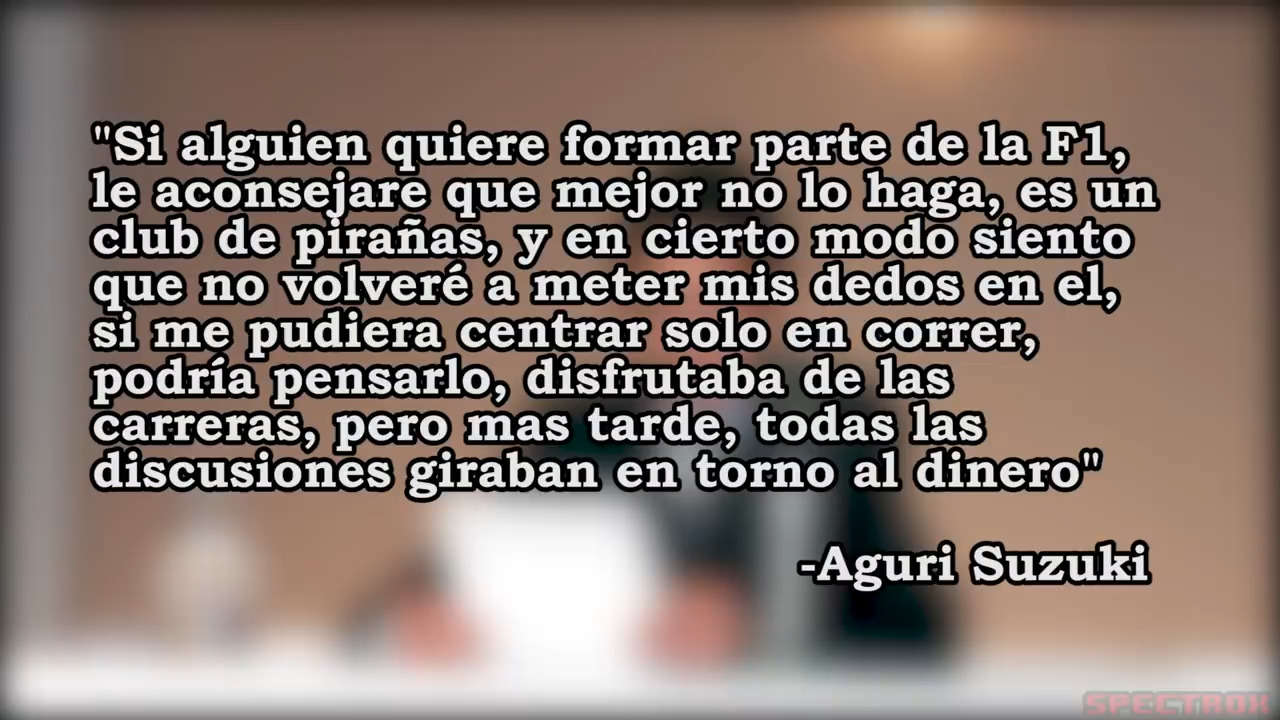 "Si alguien quiere formar parte de la F1,
le aconsejare que mejor no lo haga, es un
club de pirañas, y en cierto modo siento
que no volveré a meter mis dedos en el,
si me pudiera centrar solo en correr,
podría pensarlo, disfrutaba de las
carreras, pero mas tarde, todas las
discusiones giraban en torno al dinero"
-Aguri Suzuki
SPECTROX